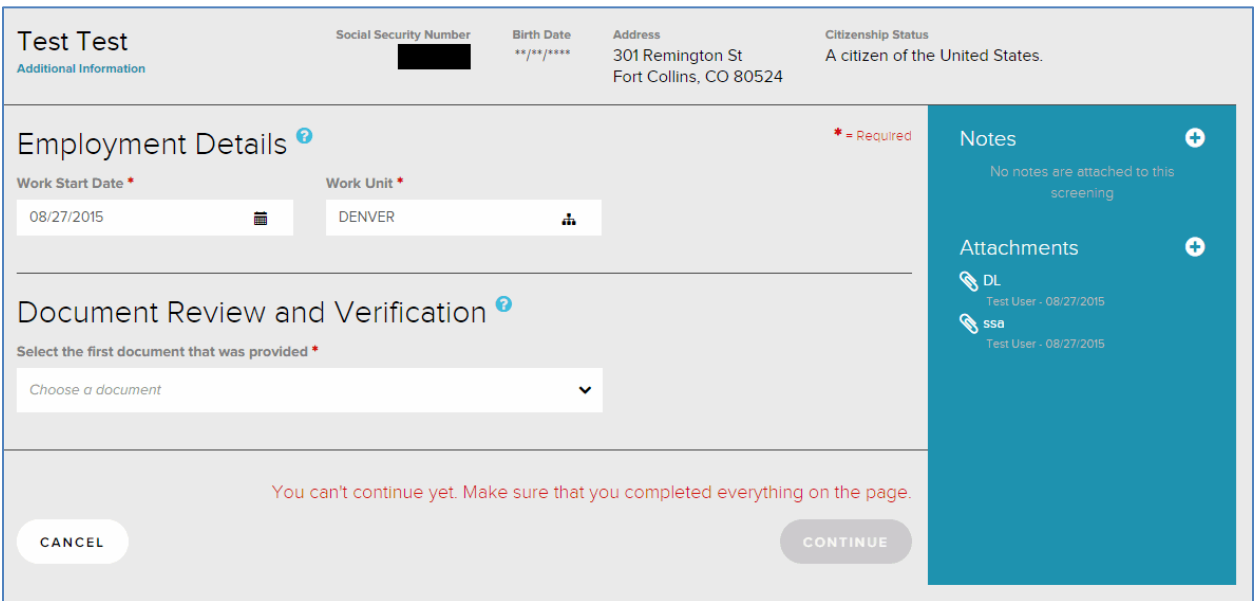 Test Test
Additional Information
Social Security Number
Birth Date
**/**/****
Address
301 Remington St
Fort Collins, CO 80524
Citizenship Status
A citizen of the United States.
Employment Details ?
* = Required
Work Start Date *
08/27/2015
Work Unit *
DENVER
Document Review and Verification ?
Select the first document that was provided *
Choose a document
You can't continue yet. Make sure that you completed everything on the page.
CANCEL
CONTINUE
Notes
No notes are attached to this
screening
Attachments
DL
Test User - 08/27/2015
ssa
Test User - 08/27/2015